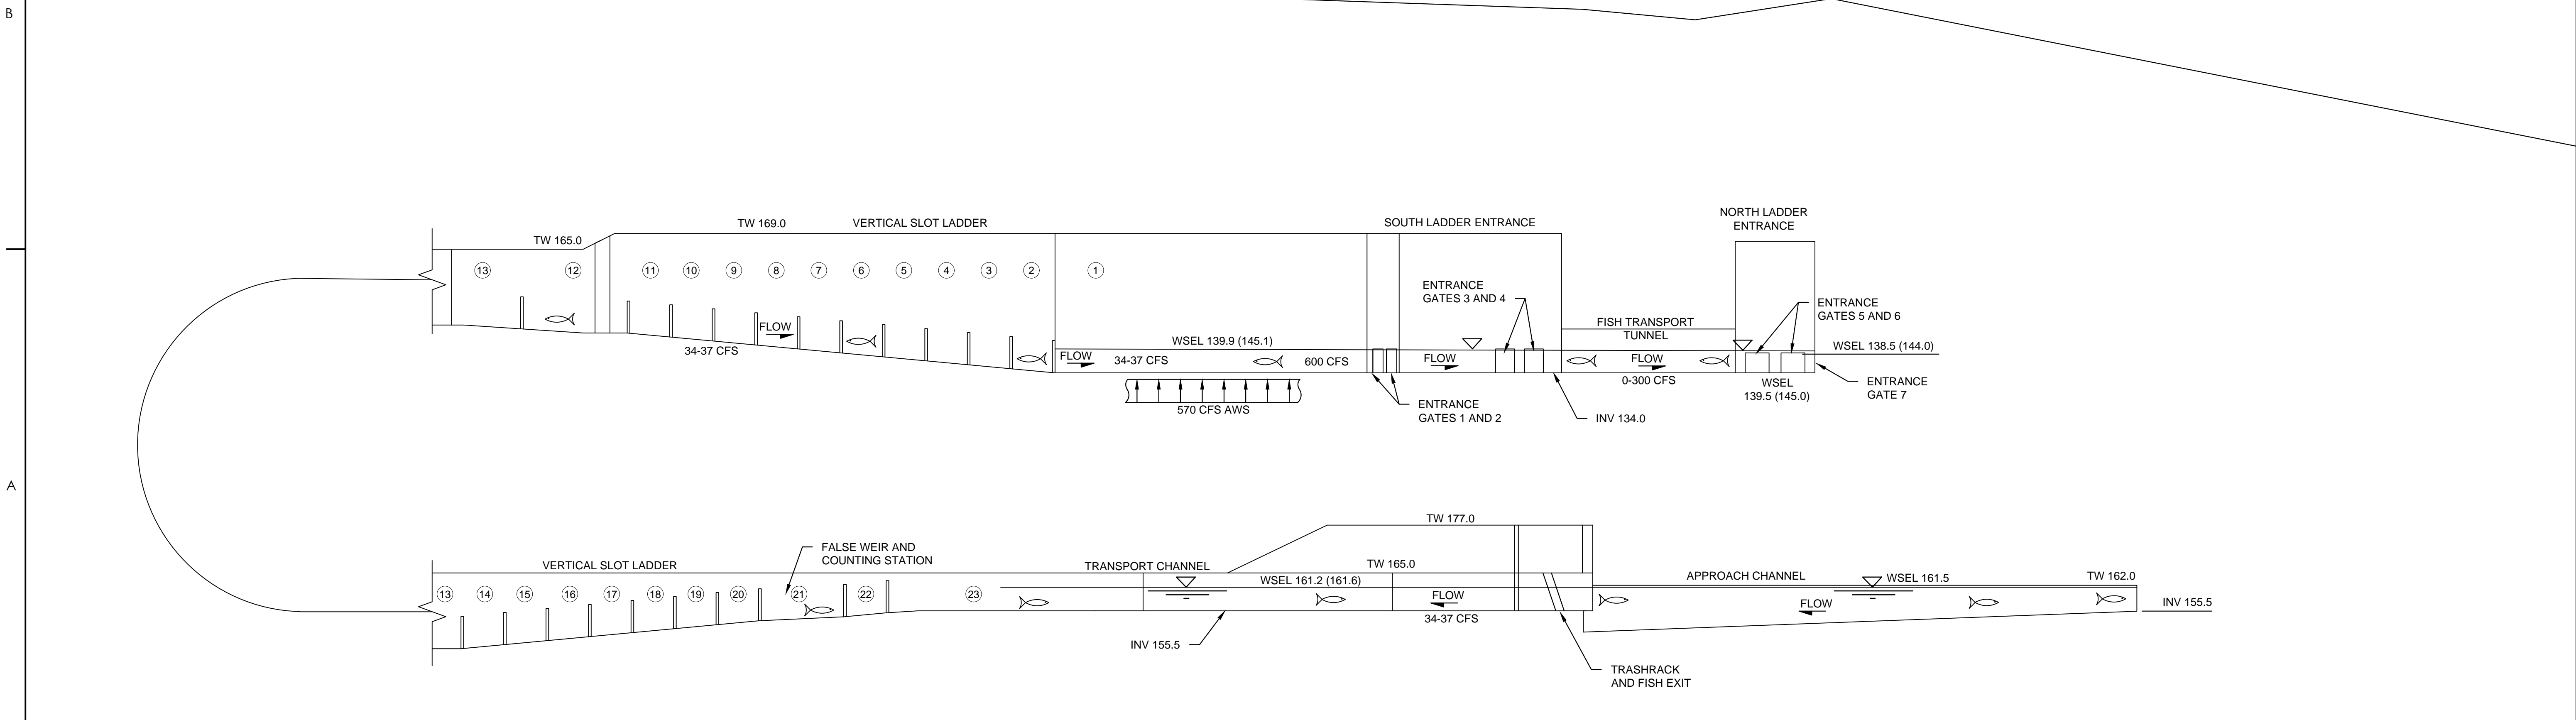 B
NORTH LADDER
ENTRANCE
TW 169.0
VERTICAL SLOT LADDER
SOUTH LADDER ENTRANCE
TW 165.0
13
12
11
10
9
8
7
6
5
4
3
2
1
ENTRANCE
GATES 3 AND 4
ENTRANCE
GATES 5 AND 6
FISH TRANSPORT
TUNNEL
FLOW
34-37 CFS
WSEL 139.9 (145.1)
WSEL 138.5 (144.0)
FLOW
34-37 CFS
600 CFS
FLOW
FLOW
0-300 CFS
WSEL
139.5 (145.0)
ENTRANCE
GATE 7
570 CFS AWS
ENTRANCE
GATES 1 AND 2
INV 134.0
A
TW 177.0
FALSE WEIR AND
COUNTING STATION
VERTICAL SLOT LADDER
TRANSPORT CHANNEL
TW 165.0
WSEL 161.2 (161.6)
APPROACH CHANNEL
WSEL 161.5
TW 162.0
13
14
15
16
17
18
19
20
21
22
23
FLOW
34-37 CFS
FLOW
INV 155.5
INV 155.5
TRASHRACK
AND FISH EXIT